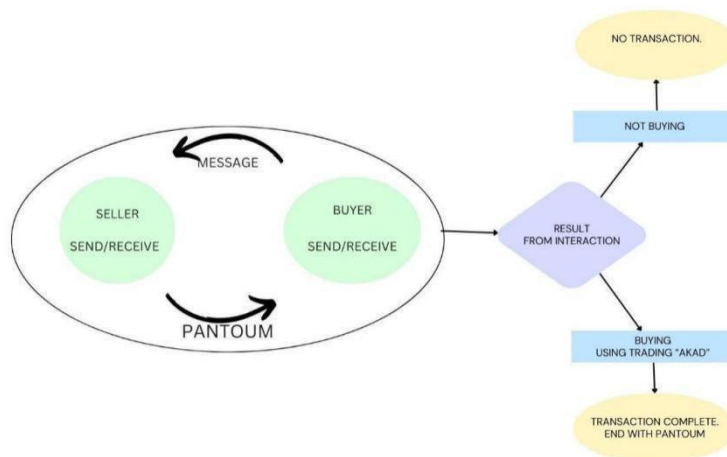 NO TRANSACTION.
NOT BUYING
MESSAGE
SELLER
SEND/RECEIVE
BUYER
SEND/RECEIVE
RESULT
FROM INTERACTION
PANTOUM
BUYING
USING TRADING "AKAD"
TRANSACTION COMPLETE.
END WITH PANTOUM